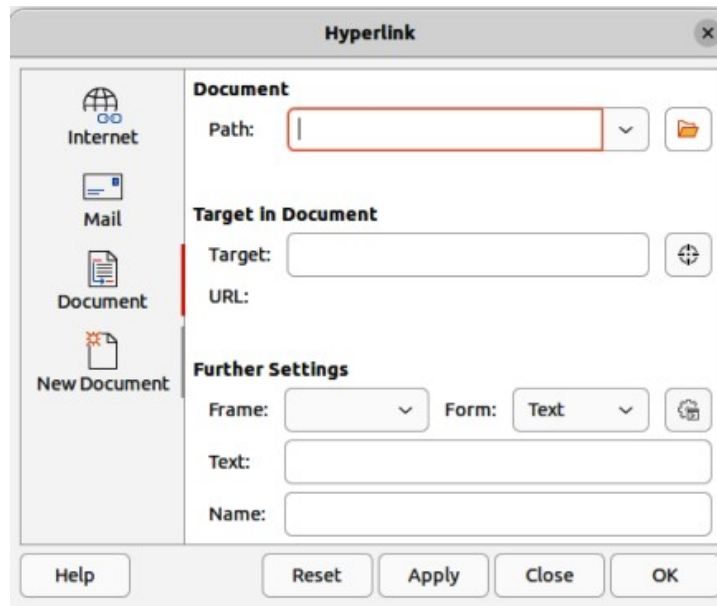 Hyperlink
Internet
Mail
Document
New Document
Document
Path:
Target in Document
Target:
URL:
Further Settings
Frame:
Form: Text
Text:
Name:
Help Reset Apply Close OK